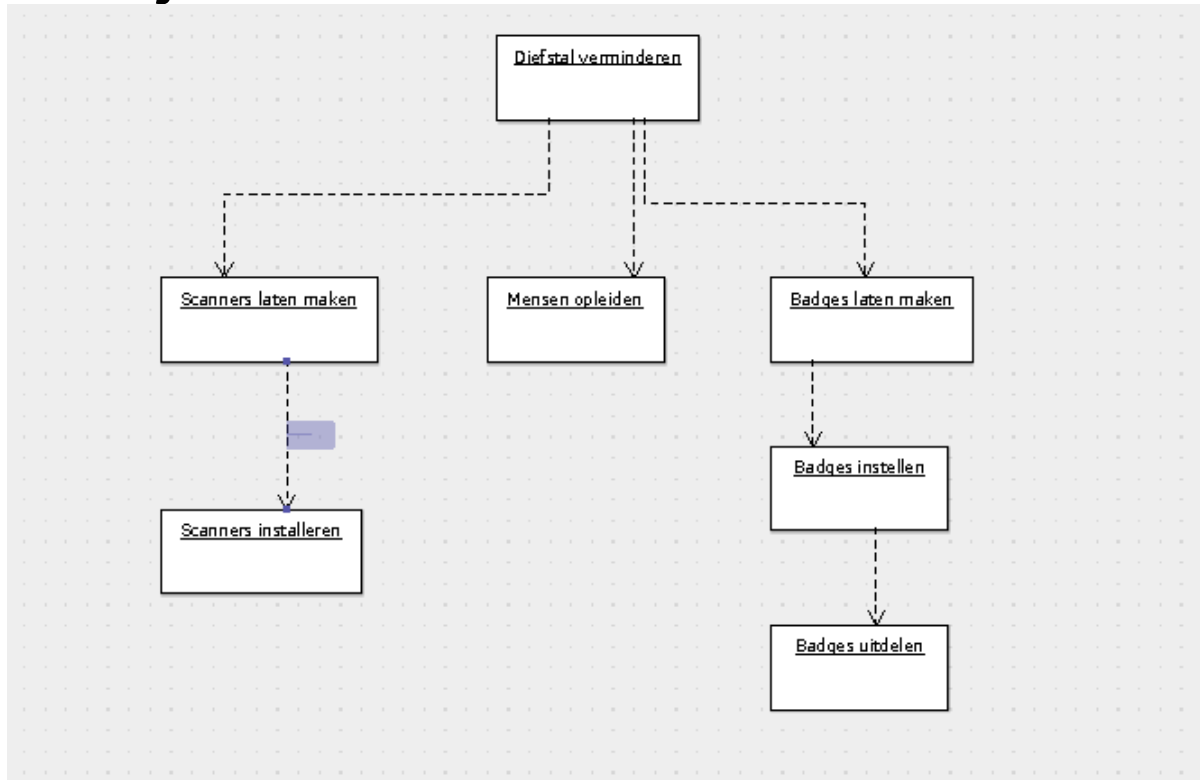 Diefstal verminderen
Scanners laten maken
Mensen opleiden
Badges laten maken
Badges instellen
Scanners installeren
Badges uitdelen